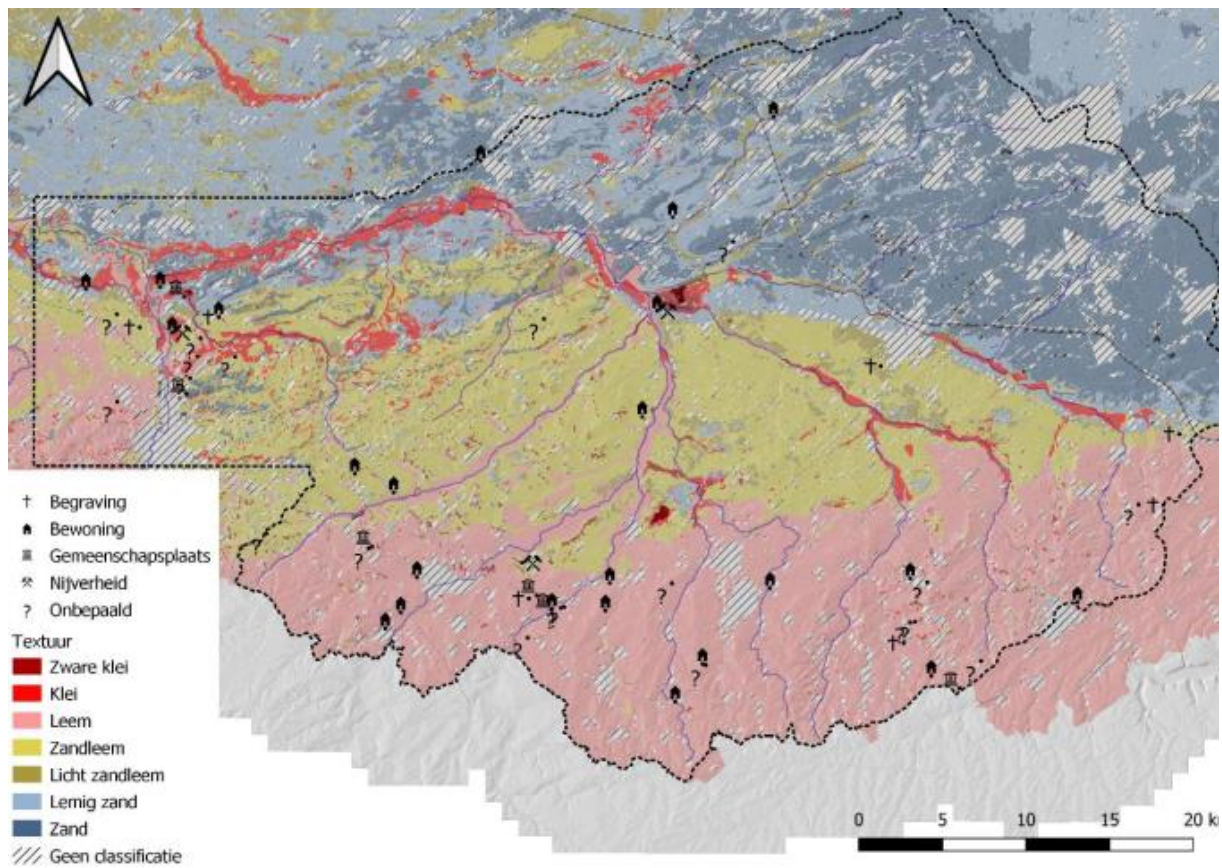 Begraving
Bewoning
Gemeenschapsplaats
Nijverheid
? Onbepaald
Textuur
Zware klei
Klei
Leem
Zandleem
Licht zandleem
Lemig zand
Zand
Geen classificatie
0 5 10 15 20 k